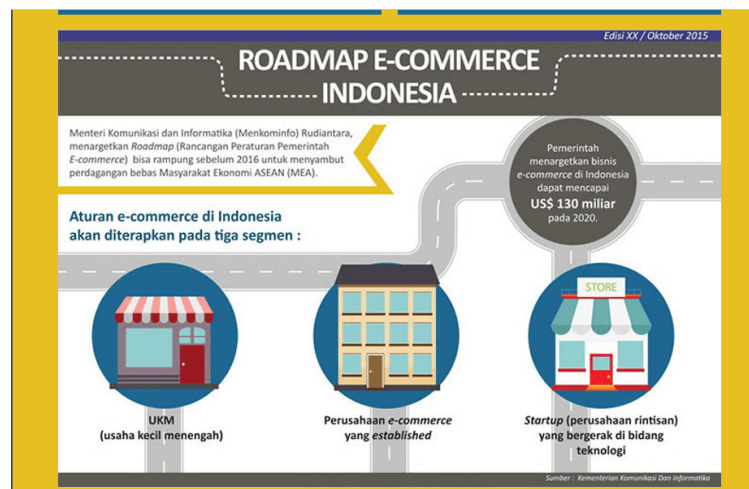 Edisi XX / Oktober 2015
ROADMAP E-COMMERCE
INDONESIA
Menteri Komunikasi dan Informatika (Menkominfo) Rudiantara,
menargetkan Roadmap (Rancangan Peraturan Pemerintah
E-commerce) bisa rampung sebelum 2016 untuk menyambut
perdagangan bebas Masyarakat Ekonomi ASEAN (MEA).
Pemerintah
menargetkan bisnis
e-commerce di Indonesia
dapat mencapai
US$ 130 miliar
pada 2020.
Aturan e-commerce di Indonesia
akan diterapkan pada tiga segmen :
STORE
UKM
(usaha kecil menengah)
Perusahaan e-commerce
yang established
Startup (perusahaan rintisan)
yang bergerak di bidang
teknologi
Sumber : Kementerian Komunikasi Dan Informatika